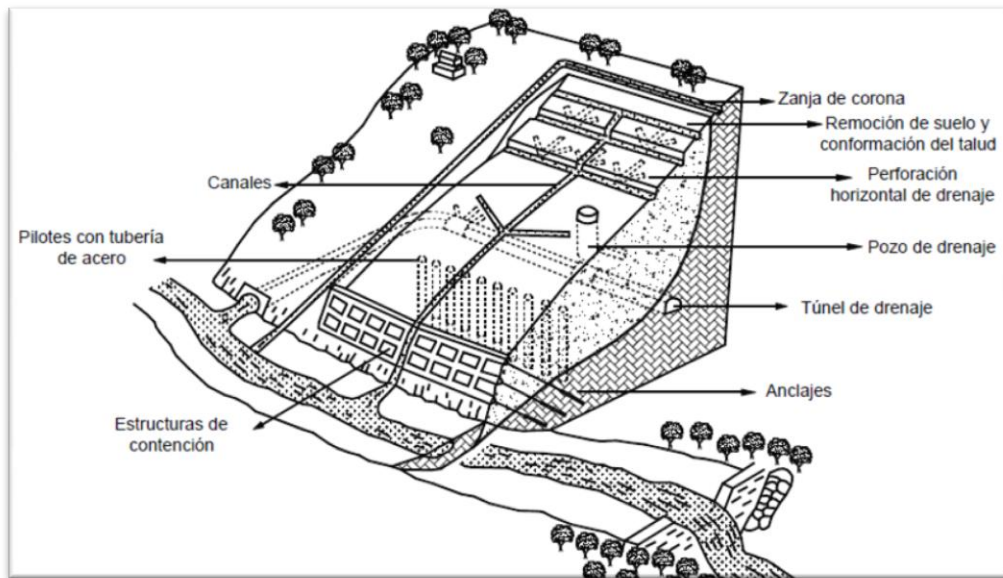 Zanja de corona
Remoción de suelo y
conformación del talud
Canales
Perforación
horizontal de drenaje
Pilotes con tubería
de acero
Pozo de drenaje
Túnel de drenaje
Anclajes
Estructuras de
contención